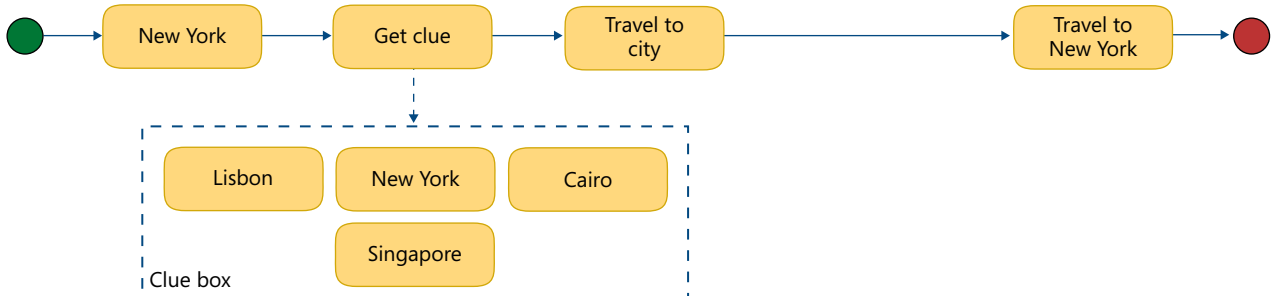 New York
Get clue
Travel to
city
Travel to
New York
Lisbon
New York
Cairo
Singapore
Clue box